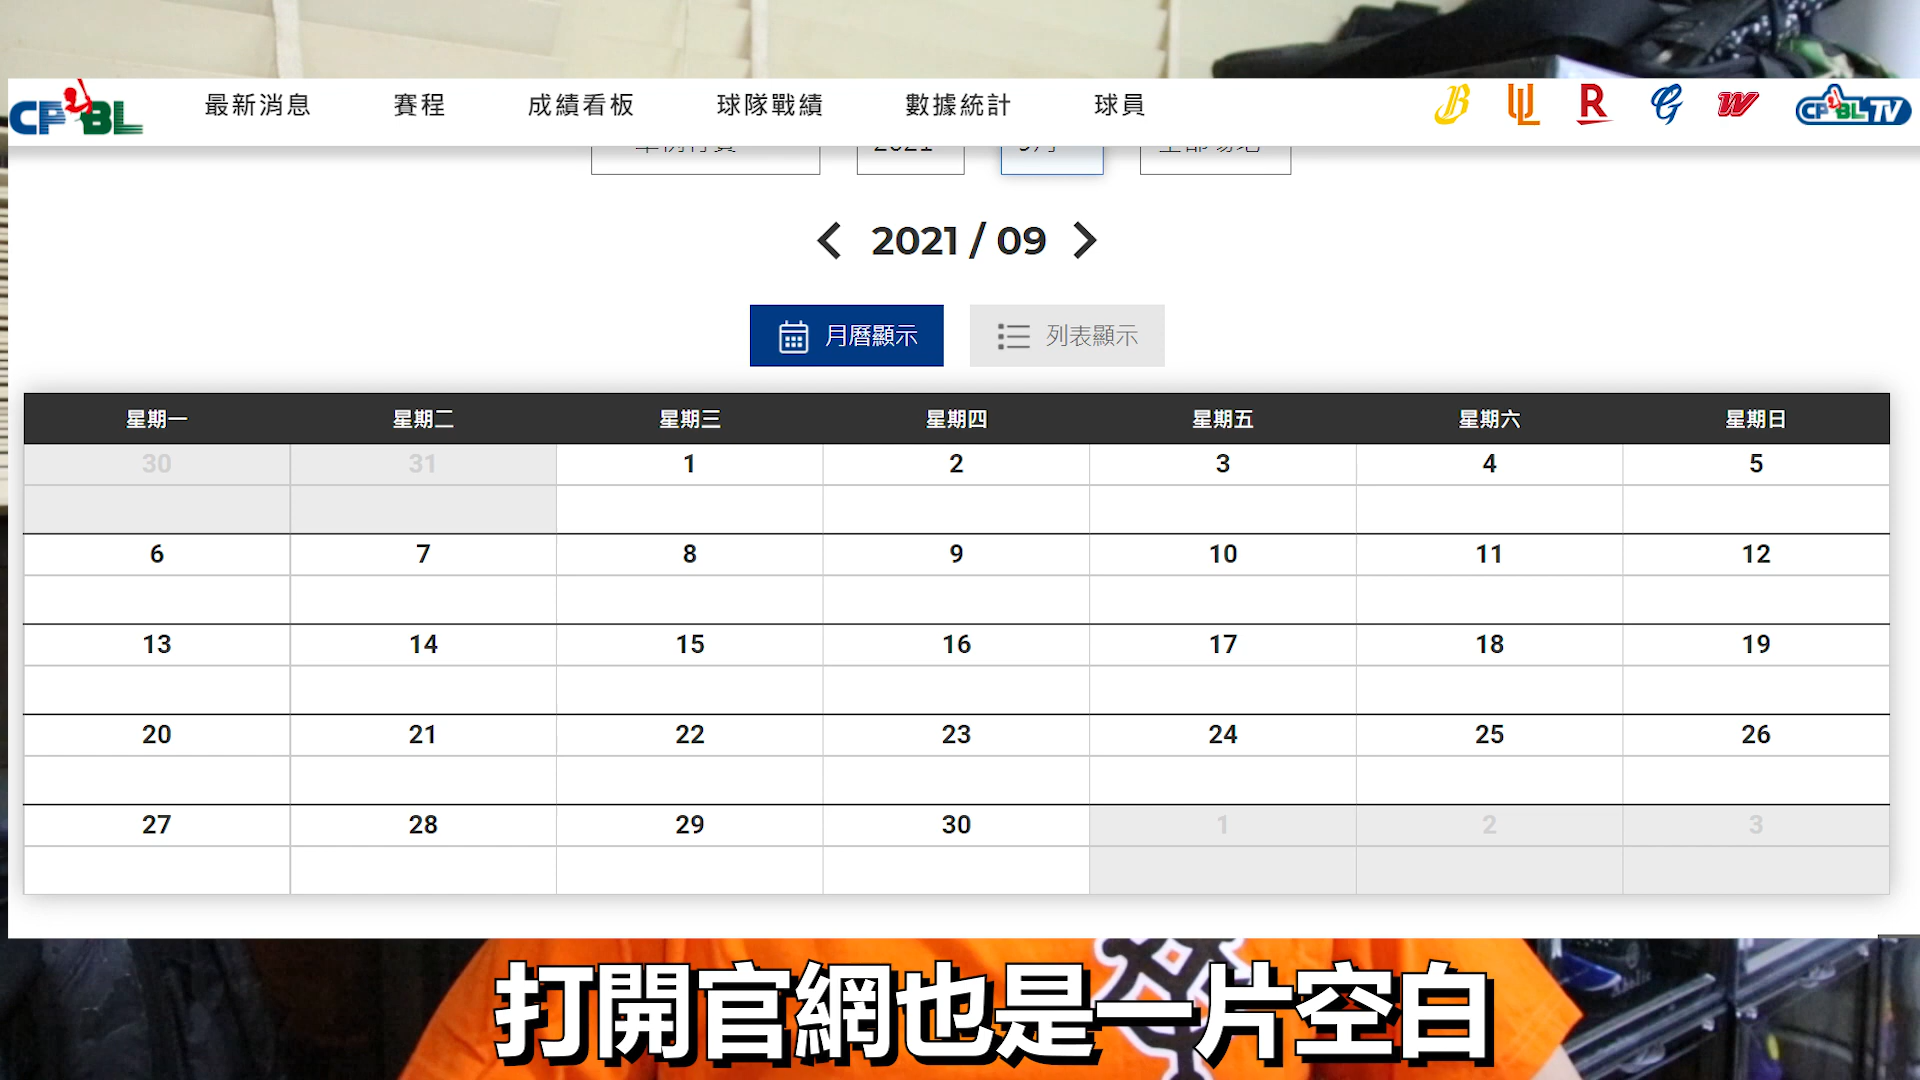 CPBL 最新消息 賽程 成績看板 球隊戰績 數據統計 球員 B UL R G W CPBL TV
2021 / 09
月曆顯示 列表顯示
星期一 星期二 星期三 星期四 星期五 星期六 星期日
30 31 1 2 3 4 5
6 7 8 9 10 11 12
13 14 15 16 17 18 19
20 21 22 23 24 25 26
27 28 29 30 1 2 3
打開官網也是一片空白